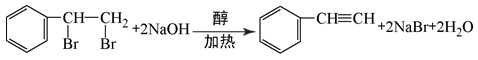 CH—CH₂+2NaOH 醇 加热 CH≡CH+2NaBr+2H₂O
Br Br